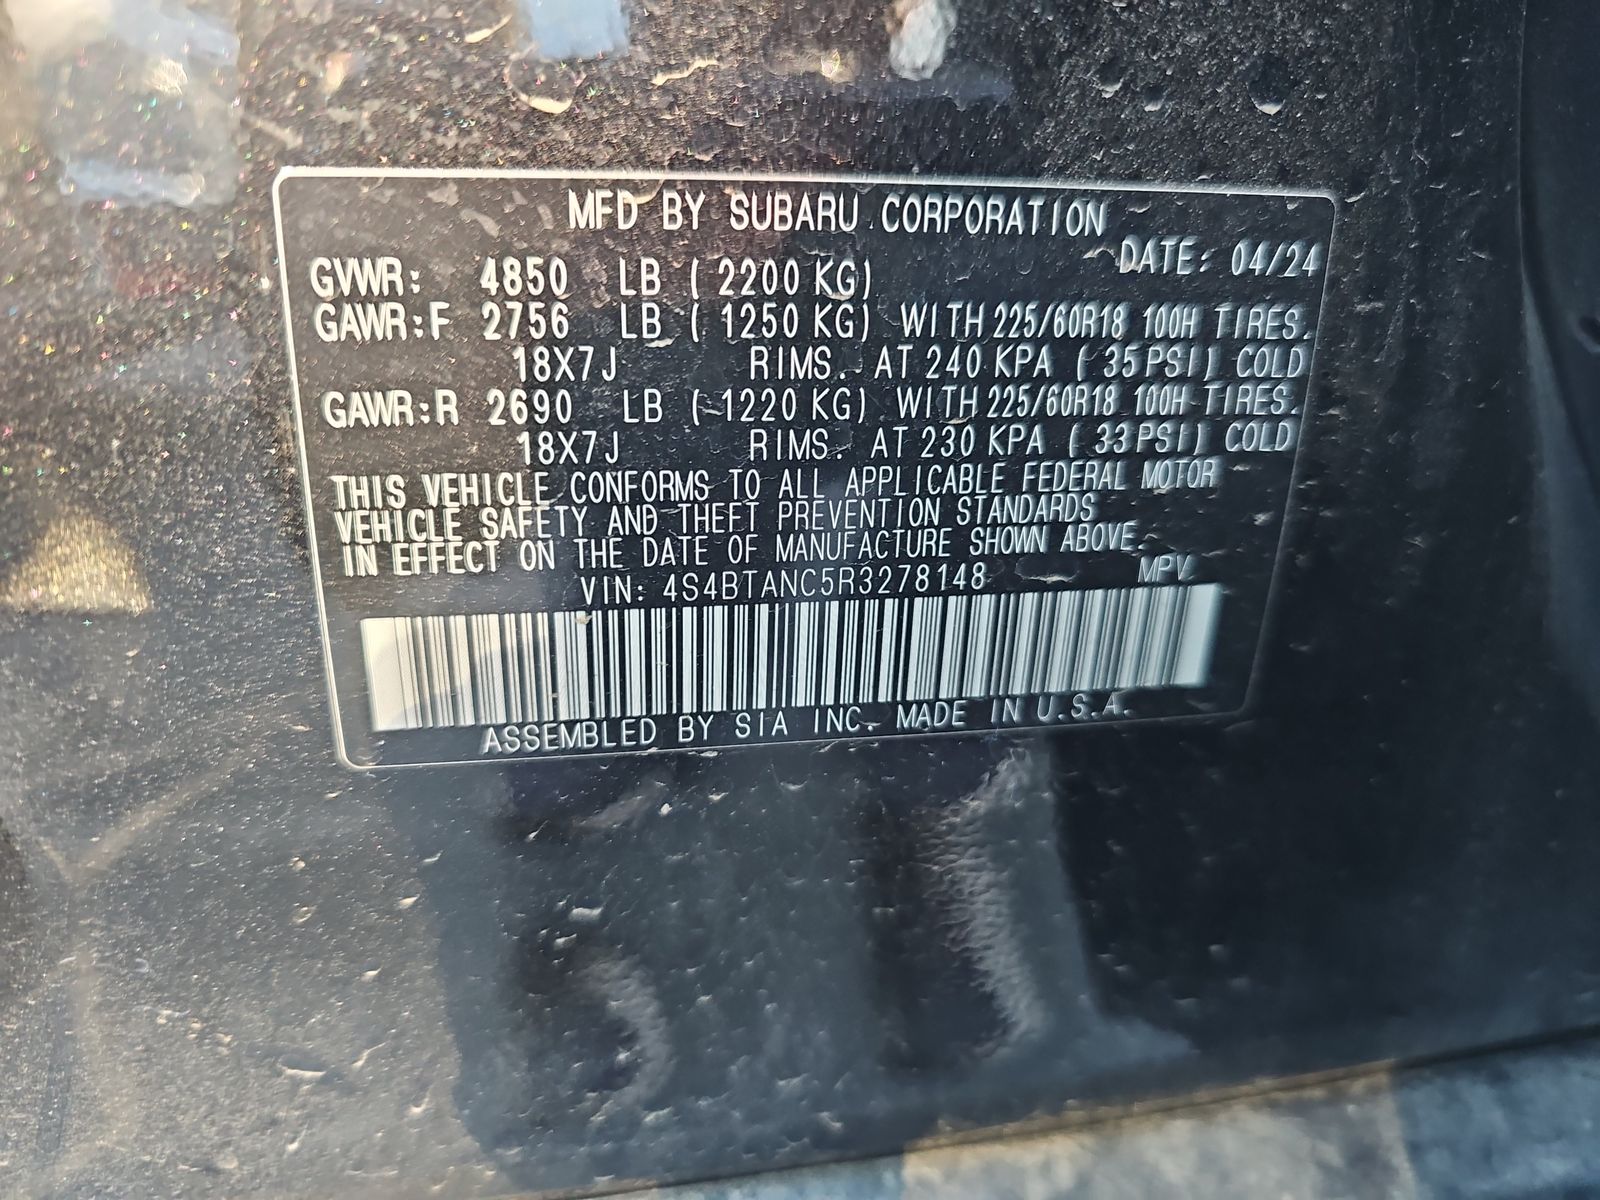 MFD BY SUBARU CORPORATION
DATE: 04/24
GVWR: 4850 LB ( 2200 KG)
GAWR:F 2756 LB ( 1250 KG) WITH 225/60R18 100H TIRES.
18X7J RIMS. AT 240 KPA ( 35PSI) COLD
GAWR:R 2690 LB ( 1220 KG) WITH 225/60R18 100H TIRES.
18X7J RIMS. AT 230 KPA ( 33PSI) COLD
THIS VEHICLE CONFORMS TO ALL APPLICABLE FEDERAL MOTOR
VEHICLE SAFETY AND THEFT PREVENTION STANDARDS
IN EFFECT ON THE DATE OF MANUFACTURE SHOWN ABOVE.
VIN: 4S4BTANC5R3278148 MPV
ASSEMBLED BY SIA INC. MADE IN U.S.A.